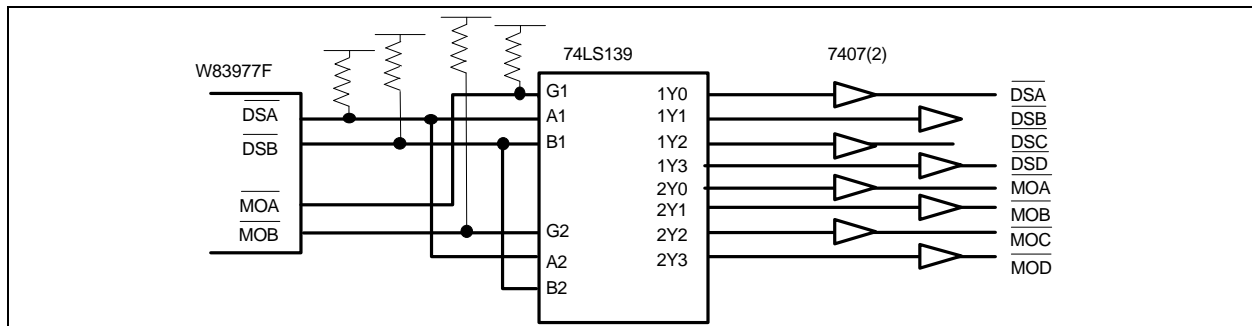 74LS139
7407(2)
W83977F
G1
1Y0
DSA
DSA
A1
1Y1
DSB
DSB
B1
1Y2
DSC
1Y3
DSD
2Y0
MOA
MOA
2Y1
MOB
MOB
G2
2Y2
MOC
A2
2Y3
MOD
B2